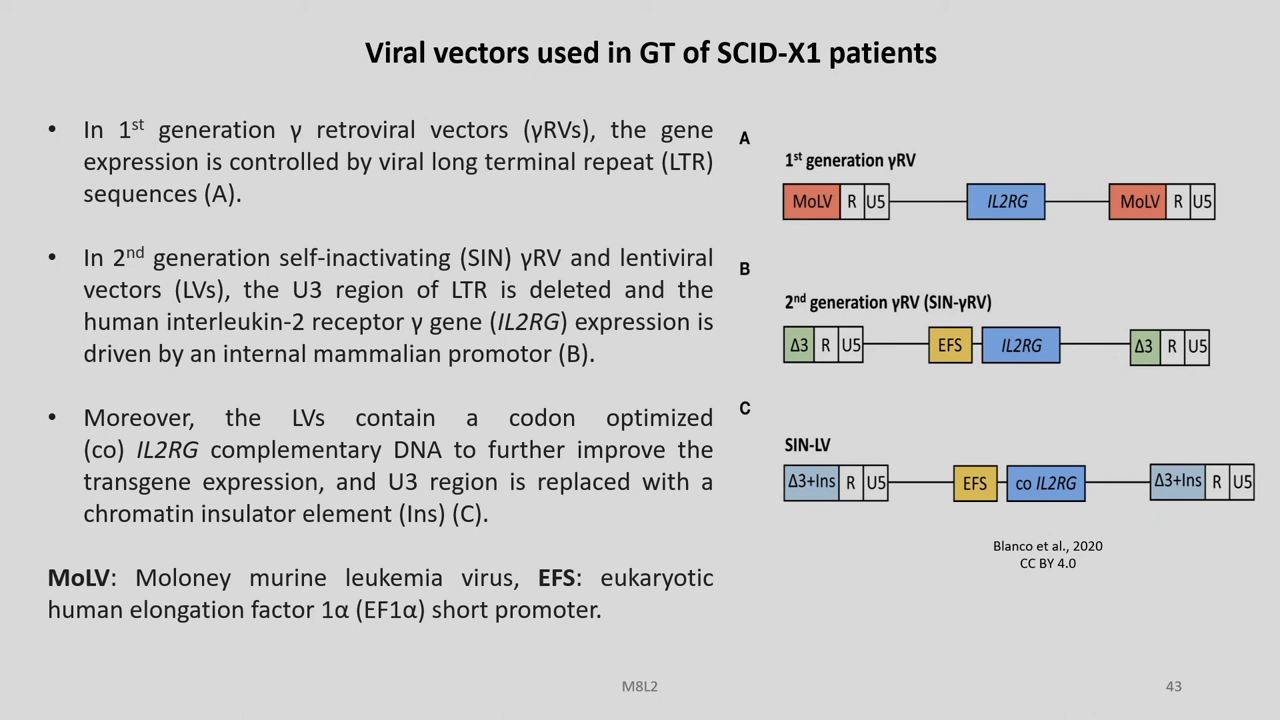 Viral vectors used in GT of SCID-X1 patients
• In 1st generation γ retroviral vectors (γRVs), the gene
expression is controlled by viral long terminal repeat (LTR)
sequences (A).
• In 2nd generation self-inactivating (SIN) γRV and lentiviral
vectors (LVs), the U3 region of LTR is deleted and the
human interleukin-2 receptor γ gene (IL2RG) expression is
driven by an internal mammalian promotor (B).
• Moreover, the LVs contain a codon optimized
(co) IL2RG complementary DNA to further improve the
transgene expression, and U3 region is replaced with a
chromatin insulator element (Ins) (C).
MoLV: Moloney murine leukemia virus, EFS: eukaryotic
human elongation factor 1α (EF1α) short promoter.
A
1st generation γRV
MoLV R U5 IL2RG MoLV R U5
B
2nd generation γRV (SIN-γRV)
Δ3 R U5 EFS IL2RG Δ3 R U5
C
SIN-LV
Δ3+Ins R U5 EFS co IL2RG Δ3+Ins R U5
Blanco et al., 2020
CC BY 4.0
M8L2
43